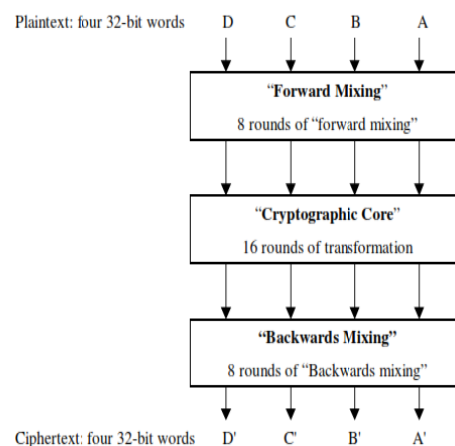 Plaintext: four 32-bit words D C B A
“Forward Mixing”
8 rounds of “forward mixing”
“Cryptographic Core”
16 rounds of transformation
“Backwards Mixing”
8 rounds of “Backwards mixing”
Ciphertext: four 32-bit words D' C' B' A'